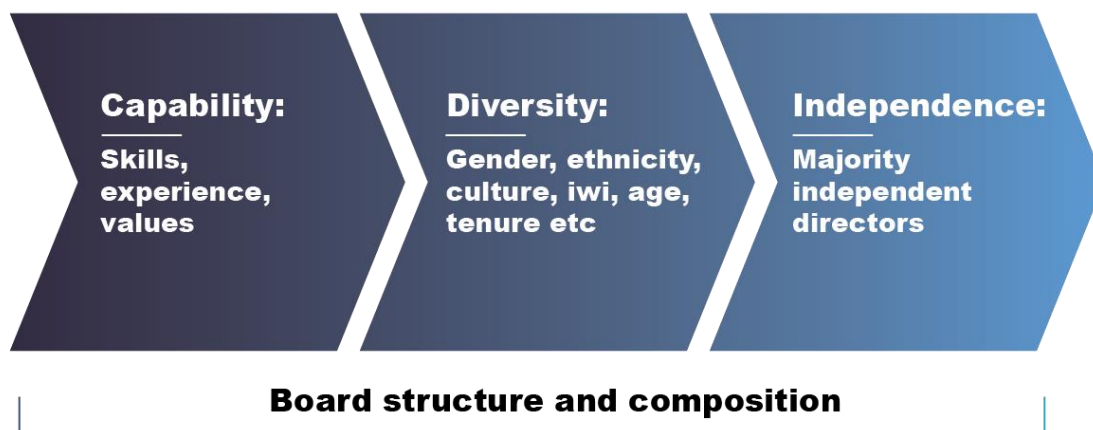 Capability:
Skills,
experience,
values
Diversity:
Gender, ethnicity,
culture, iwi, age,
tenure etc
Independence:
Majority
independent
directors
Board structure and composition